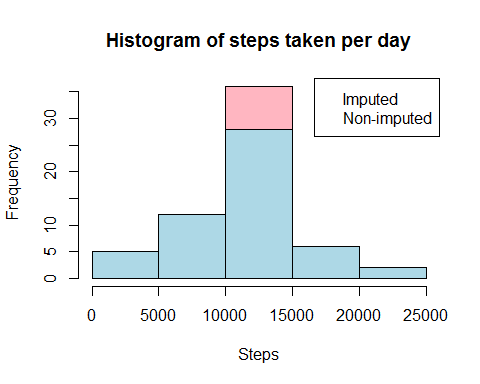 Histogram of steps taken per day
Imputed
Non-imputed
Frequency
30
20
10
5
0
0 5000 10000 15000 20000 25000
Steps